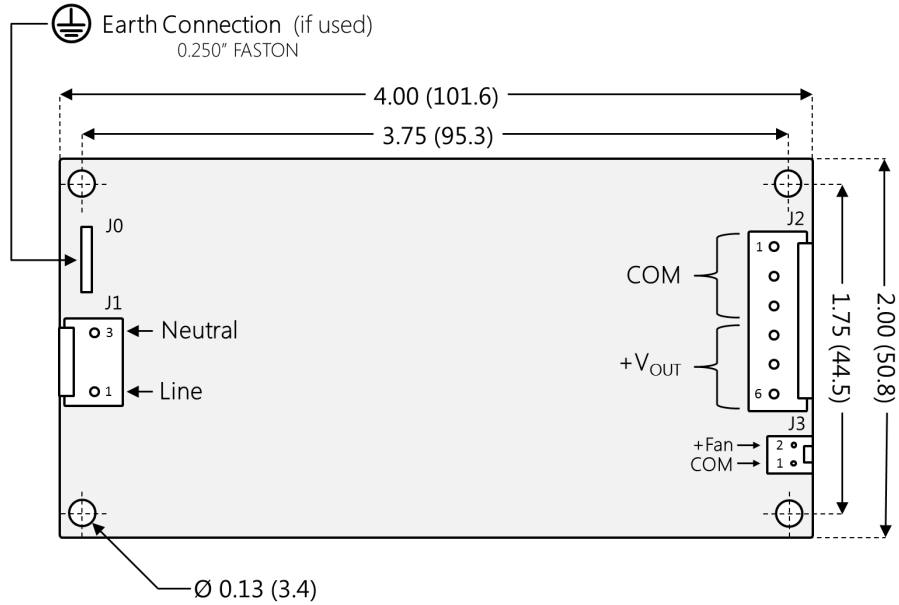 Earth Connection (if used)
0.250" FASTON
4.00 (101.6)
3.75 (95.3)
J0
J2
1
COM
J1
3
Neutral
1
Line
+VOUT
6
1.75 (44.5)
2.00 (50.8)
J3
+Fan
2
COM
1
Ø 0.13 (3.4)